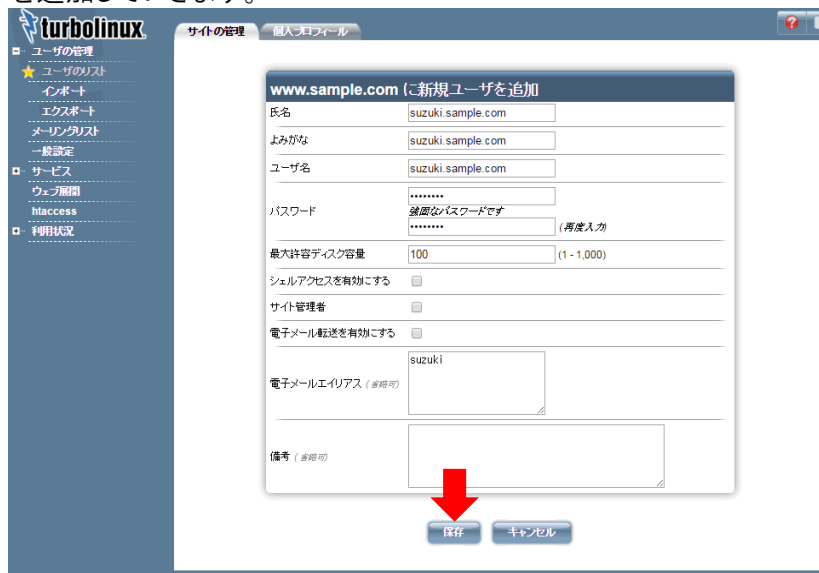 を追加していきます。
turbolinux.
サイトの管理 個人プロフィール
?
ユーザの管理
ユーザのリスト
インポート
エクスポート
メーリングリスト
一般設定
サービス
ウェブ展開
htaccess
利用状況
www.sample.com に新規ユーザを追加
氏名 suzuki.sample.com
よみがな suzuki.sample.com
ユーザ名 suzuki.sample.com
パスワード ••••••••
強固なパスワードです
•••••••• (再度入力)
最大許容ディスク容量 100 (1 - 1,000)
シェルアクセスを有効にする
サイト管理者
電子メール転送を有効にする
電子メールエイリアス (省略可) suzuki
備考 (省略可)
保存 キャンセル